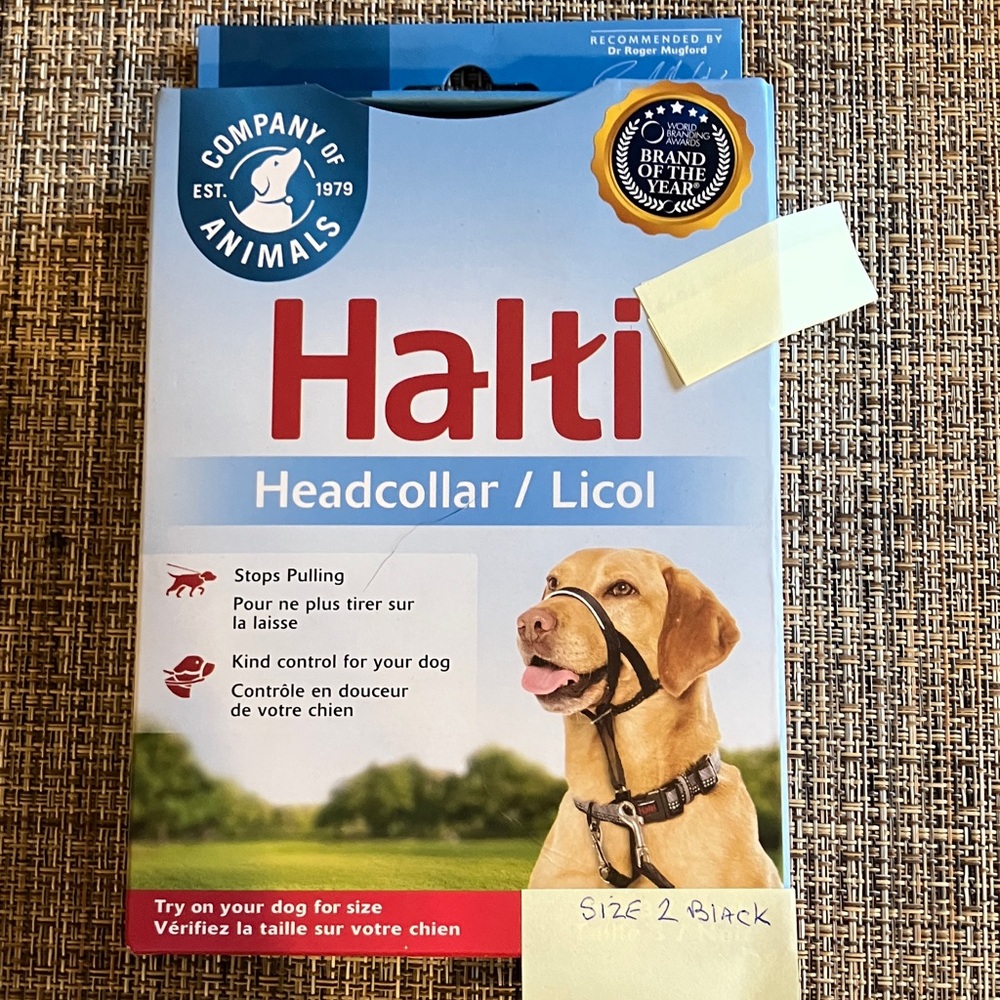 RECOMMENDED BY
Dr Roger Mugford
COMPANY OF
EST. 1979
ANIMALS
WORLD
BRANDING
AWARDS
BRAND
OF THE
YEAR®
Halti
Headcollar / Licol
Stops Pulling
Pour ne plus tirer sur
la laisse
Kind control for your dog
Contrôle en douceur
de votre chien
Try on your dog for size
Vérifiez la taille sur votre chien
SIZE 2 BlACK